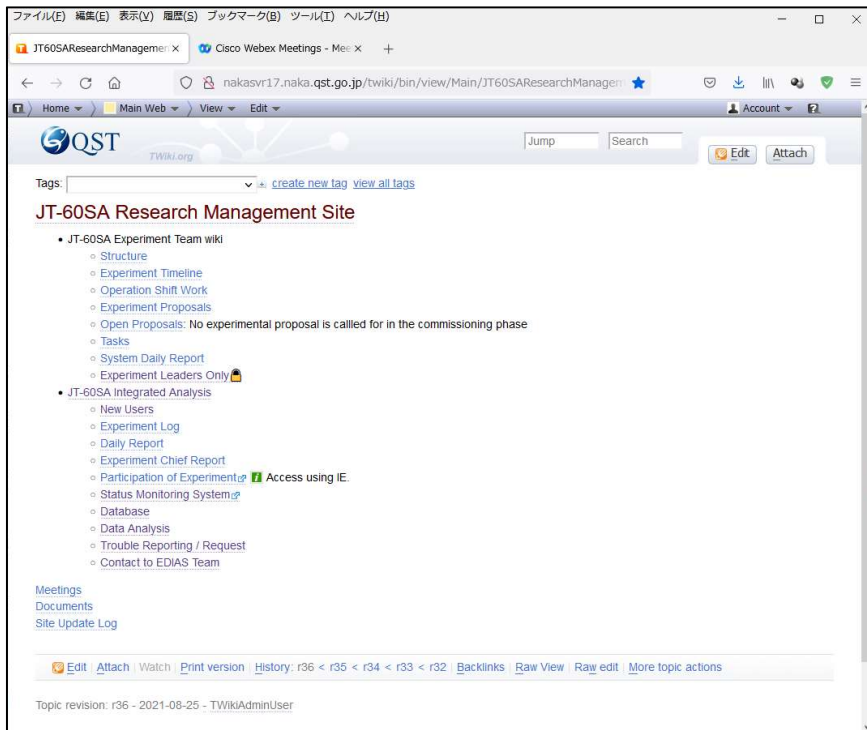 ファイル(F) 編集(E) 表示(V) 履歴(S) ブックマーク(B) ツール(T) ヘルプ(H)
JT60SAResearchManagemen × Cisco Webex Meetings - Mee × +
nakasvr17.naka.qst.go.jp/twiki/bin/view/Main/JT60SAResearchManagem
Home Main Web View Edit Account
QST TWiki.org Jump Search Edit Attach
Tags: create new tag view all tags
JT-60SA Research Management Site
JT-60SA Experiment Team wiki
Structure
Experiment Timeline
Operation Shift Work
Experiment Proposals
Open Proposals: No experimental proposal is callled for in the commissioning phase
Tasks
System Daily Report
Experiment Leaders Only
JT-60SA Integrated Analysis
New Users
Experiment Log
Daily Report
Experiment Chief Report
Participation of Experiment Access using IE.
Status Monitoring System
Database
Data Analysis
Trouble Reporting / Request
Contact to EDIAS Team
Meetings
Documents
Site Update Log
Edit | Attach | Watch | Print version | History: r36 < r35 < r34 < r33 < r32 | Backlinks | Raw View | Raw edit | More topic actions
Topic revision: r36 - 2021-08-25 - TWikiAdminUser